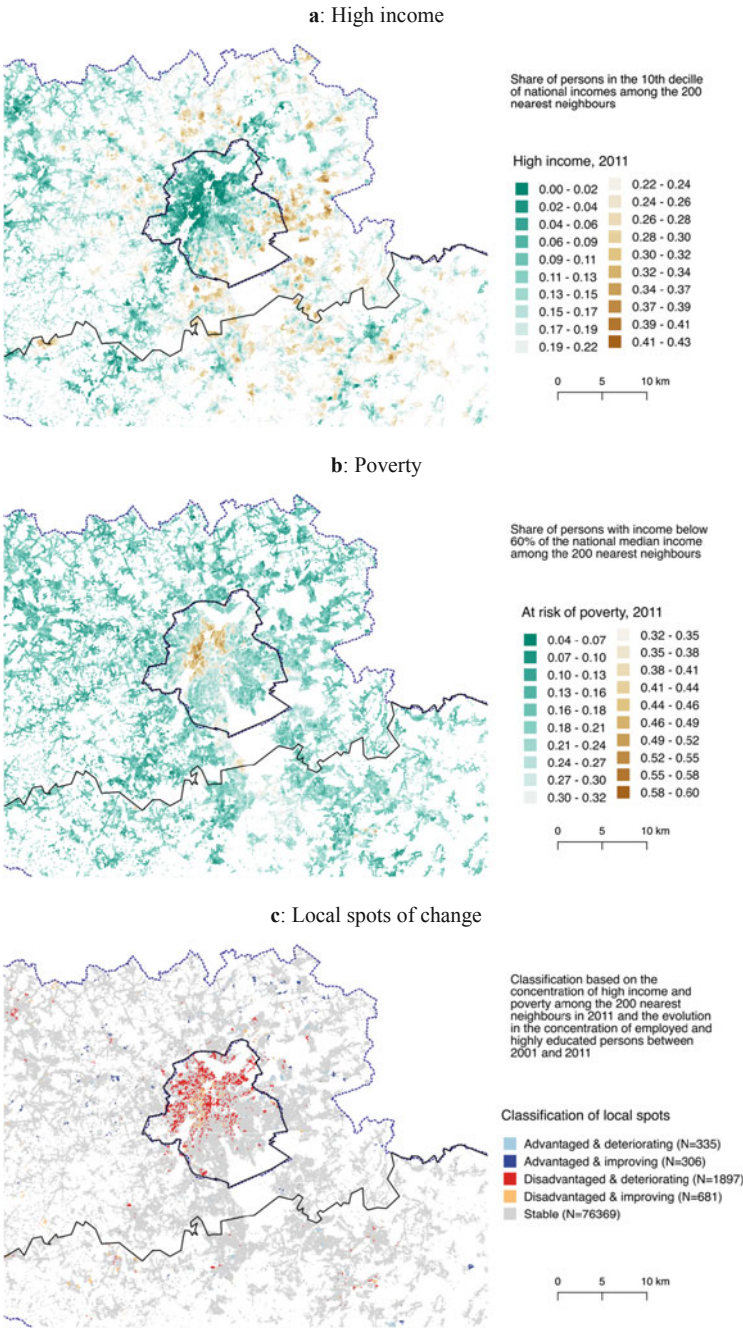 a: High income
Share of persons in the 10th decille
of national incomes among the 200
nearest neighbours
High income, 2011
0.00 - 0.02
0.02 - 0.04
0.04 - 0.06
0.06 - 0.09
0.09 - 0.11
0.11 - 0.13
0.13 - 0.15
0.15 - 0.17
0.17 - 0.19
0.19 - 0.22
0.22 - 0.24
0.24 - 0.26
0.26 - 0.28
0.28 - 0.30
0.30 - 0.32
0.32 - 0.34
0.34 - 0.37
0.37 - 0.39
0.39 - 0.41
0.41 - 0.43
0 5 10 km
b: Poverty
Share of persons with income below
60% of the national median income
among the 200 nearest neighbours
At risk of poverty, 2011
0.04 - 0.07
0.07 - 0.10
0.10 - 0.13
0.13 - 0.16
0.16 - 0.18
0.18 - 0.21
0.21 - 0.24
0.24 - 0.27
0.27 - 0.30
0.30 - 0.32
0.32 - 0.35
0.35 - 0.38
0.38 - 0.41
0.41 - 0.44
0.44 - 0.46
0.46 - 0.49
0.49 - 0.52
0.52 - 0.55
0.55 - 0.58
0.58 - 0.60
0 5 10 km
c: Local spots of change
Classification based on the
concentration of high income and
poverty among the 200 nearest
neighbours in 2011 and the evolution
in the concentration of employed and
highly educated persons between
2001 and 2011
Classification of local spots
Advantaged & deteriorating (N=335)
Advantaged & improving (N=306)
Disadvantaged & deteriorating (N=1897)
Disadvantaged & improving (N=681)
Stable (N=76369)
0 5 10 km